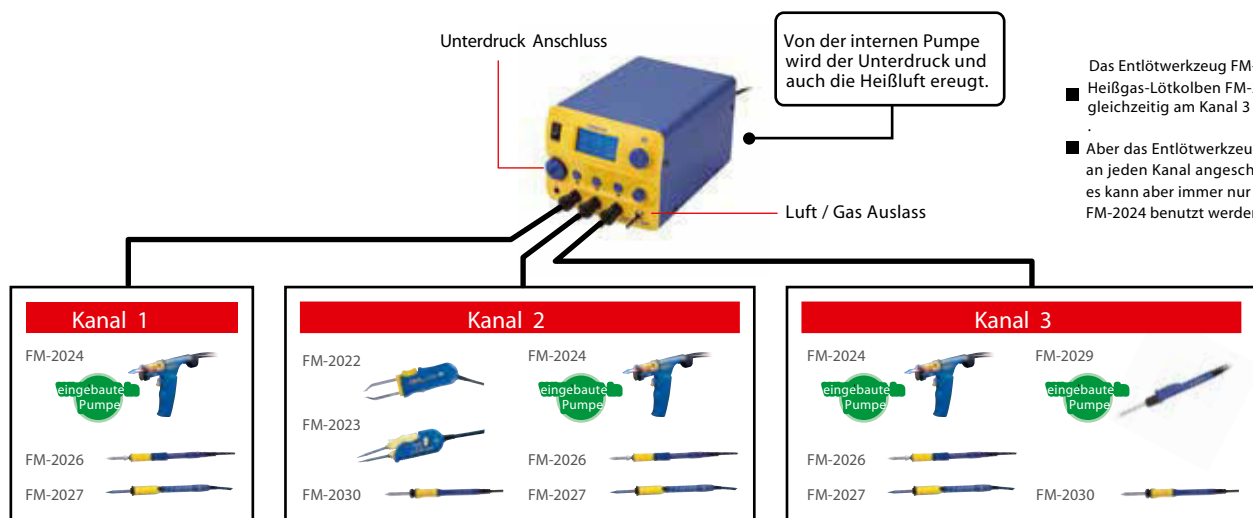 Unterdruck Anschluss
Von der internen Pumpe
wird der Unterdruck und
auch die Heißluft ereugt.
Luft / Gas Auslass
Das Entlötwerkzeug FM-
Heißgas-Lötkolben FM-
gleichzeitig am Kanal 3
.
Aber das Entlötwerkzeu
an jeden Kanal angesch
es kann aber immer nur
FM-2024 benutzt werde
Kanal 1
FM-2024
eingebaute
Pumpe
FM-2026
FM-2027
Kanal 2
FM-2022
FM-2023
FM-2030
FM-2024
eingebaute
Pumpe
FM-2026
FM-2027
Kanal 3
FM-2024
eingebaute
Pumpe
FM-2026
FM-2027
FM-2029
eingebaute
Pumpe
FM-2030